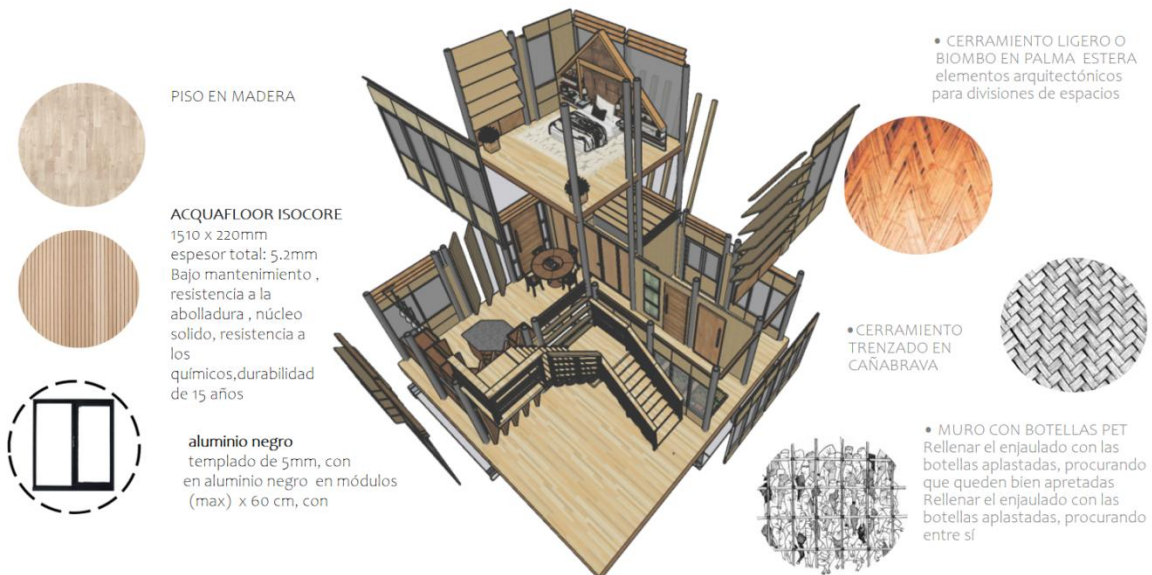 PISO EN MADERA
ACQUAFLOOR ISOCORE
1510 x 220mm
espesor total: 5.2mm
Bajo mantenimiento ,
resistencia a la
abolladura , núcleo
solido, resistencia a
los
químicos,durabilidad
de 15 años
aluminio negro
templado de 5mm, con
en aluminio negro en módulos
(max) x 60 cm, con
• CERRAMIENTO LIGERO O
BIOMBO EN PALMA ESTERA
elementos arquitectónicos
para divisiones de espacios
• CERRAMIENTO
TRENZADO EN
CAÑABRAVA
• MURO CON BOTELLAS PET
Rellenar el enjaulado con las
botellas aplastadas, procurando
que queden bien apretadas
Rellenar el enjaulado con las
botellas aplastadas, procurando
entre sí